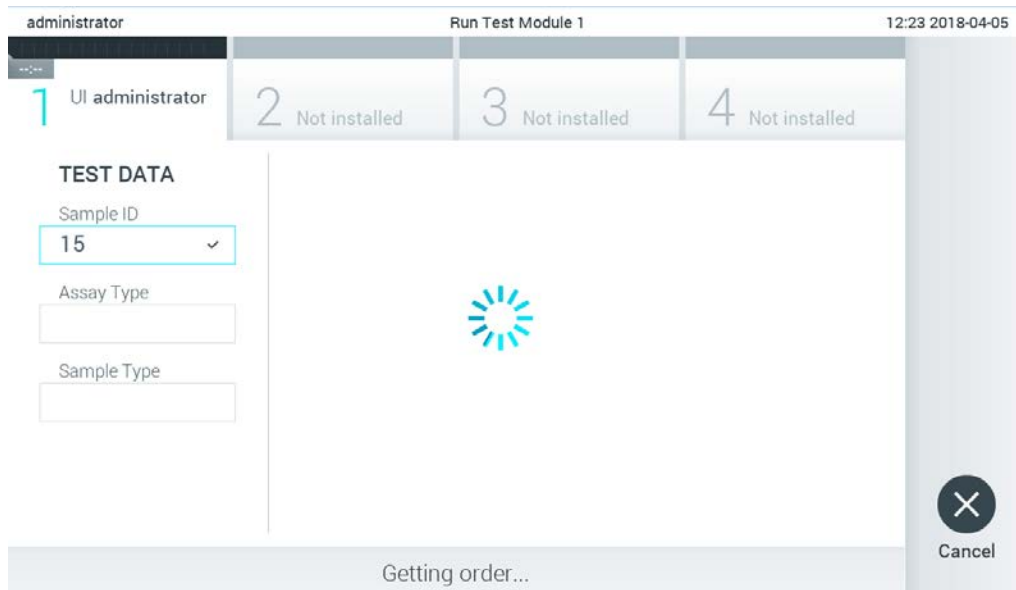 administrator Run Test Module 1 12:23 2018-04-05
--:--
1 UI administrator 2 Not installed 3 Not installed 4 Not installed
TEST DATA
Sample ID
15
Assay Type
Sample Type
Cancel
Getting order...